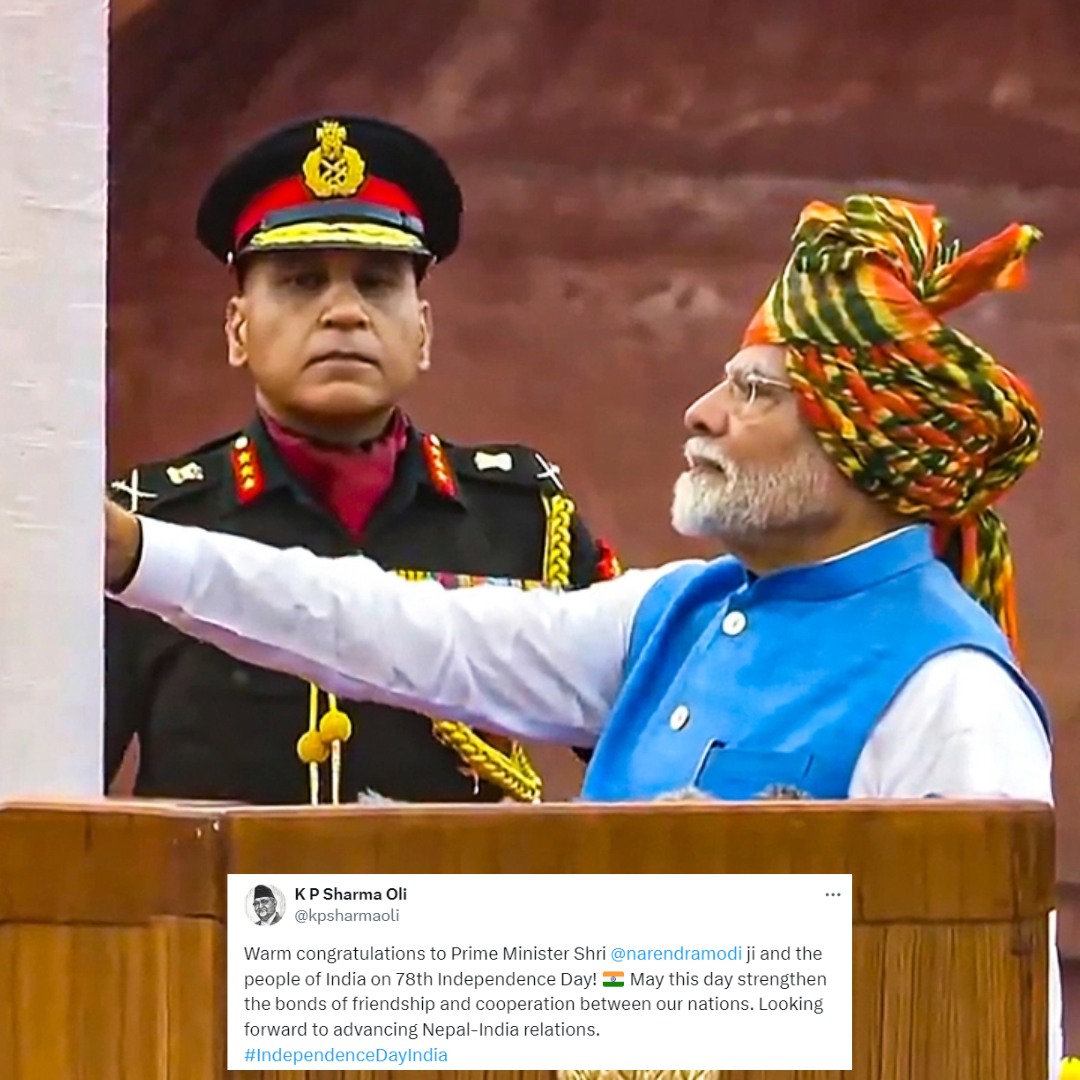 K P Sharma Oli
@kpsharmaoli
Warm congratulations to Prime Minister Shri @narendramodi ji and the
people of India on 78th Independence Day! 🇮🇳 May this day strengthen
the bonds of friendship and cooperation between our nations. Looking
forward to advancing Nepal-India relations.
#IndependenceDayIndia